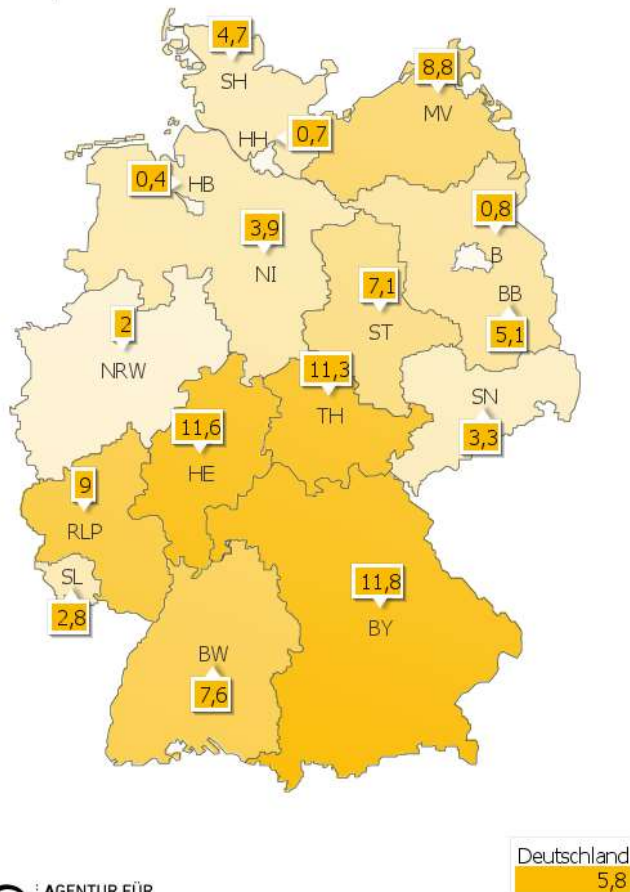 4,7
SH
8,8
MV
HH
0,7
0,4
HB
0,8
B
3,9
NI
7,1
ST
BB
5,1
2
NRW
11,3
TH
SN
3,3
11,6
HE
9
RLP
SL
2,8
11,8
BY
BW
7,6
Deutschland
5,8
AGENTUR FÜR